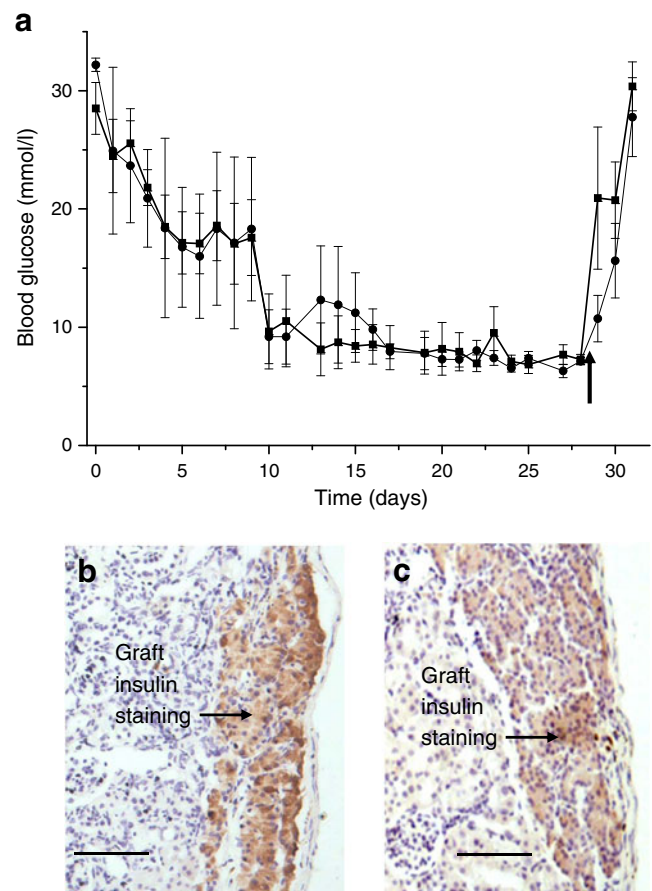 a
Blood glucose (mmol/l)
30
20
10
0
0 5 10 15 20 25 30
Time (days)
b
Graft
insulin
staining
c
Graft
insulin
staining